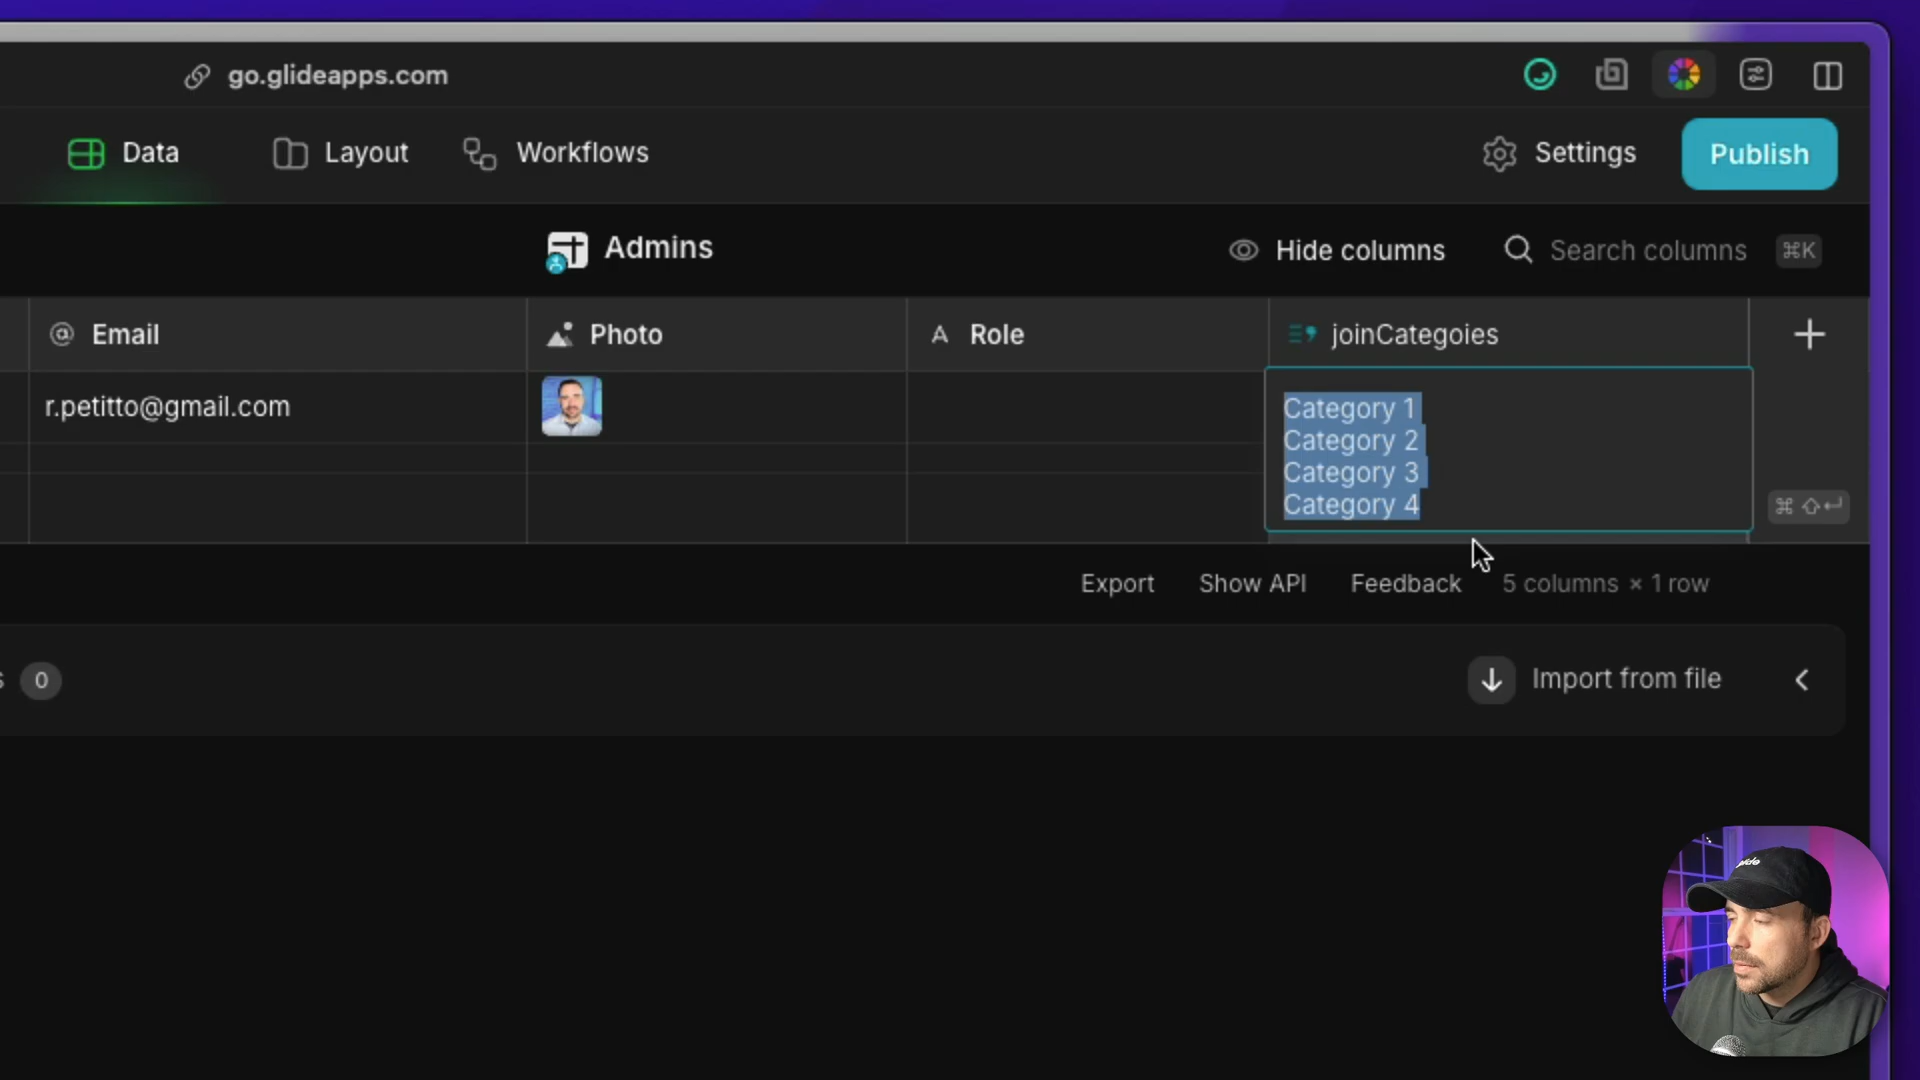 go.glideapps.com
Data
Layout
Workflows
Settings
Publish
Admins
Hide columns
Search columns
⌘K
Email
Photo
Role
joinCategoies
r.petitto@gmail.com
Category 1
Category 2
Category 3
Category 4
Export
Show API
Feedback
5 columns × 1 row
0
Import from file